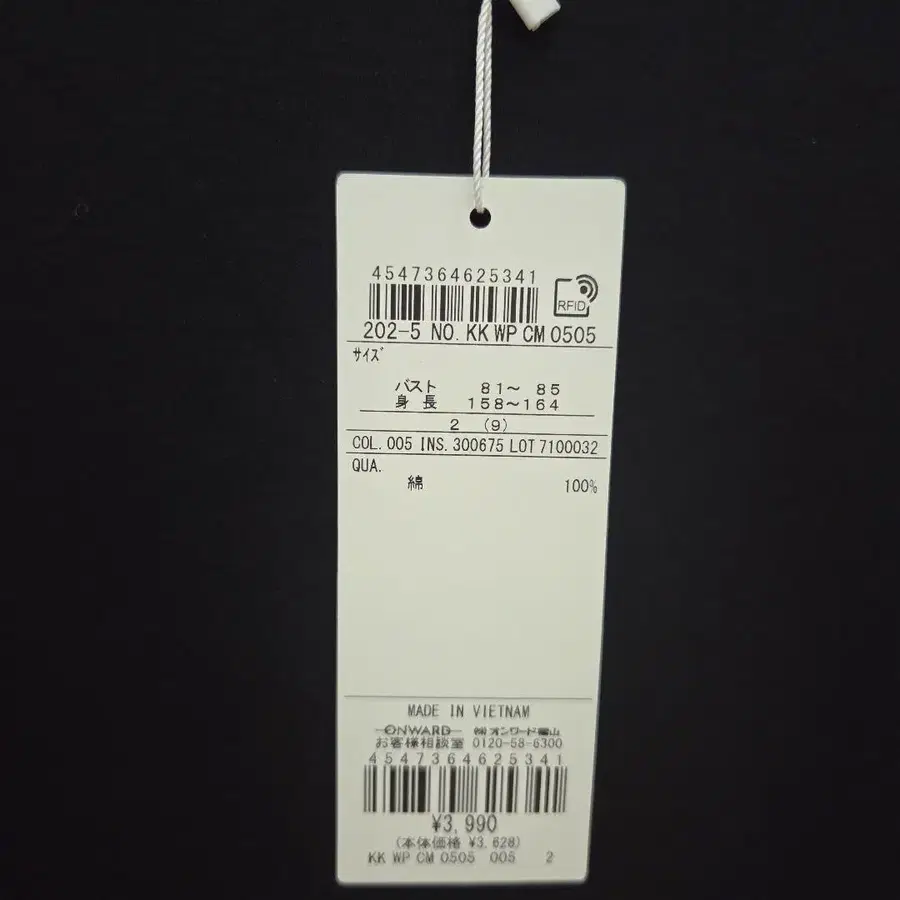 4547364625341
RFID
202-5 NO. KK WP CM 0505
ｻｲｽﾞ
バスト 81～ 85
身 長 158～164
2 (9)
COL. 005 INS. 300675 LOT 7100032
QUA.
綿 100%
MADE IN VIETNAM
ONWARD ㈱オンワード樫山
お客様相談室 0120-58-6300
4547364625341
¥3,990
(本体価格 ¥3,628)
KK WP CM 0505 005 2